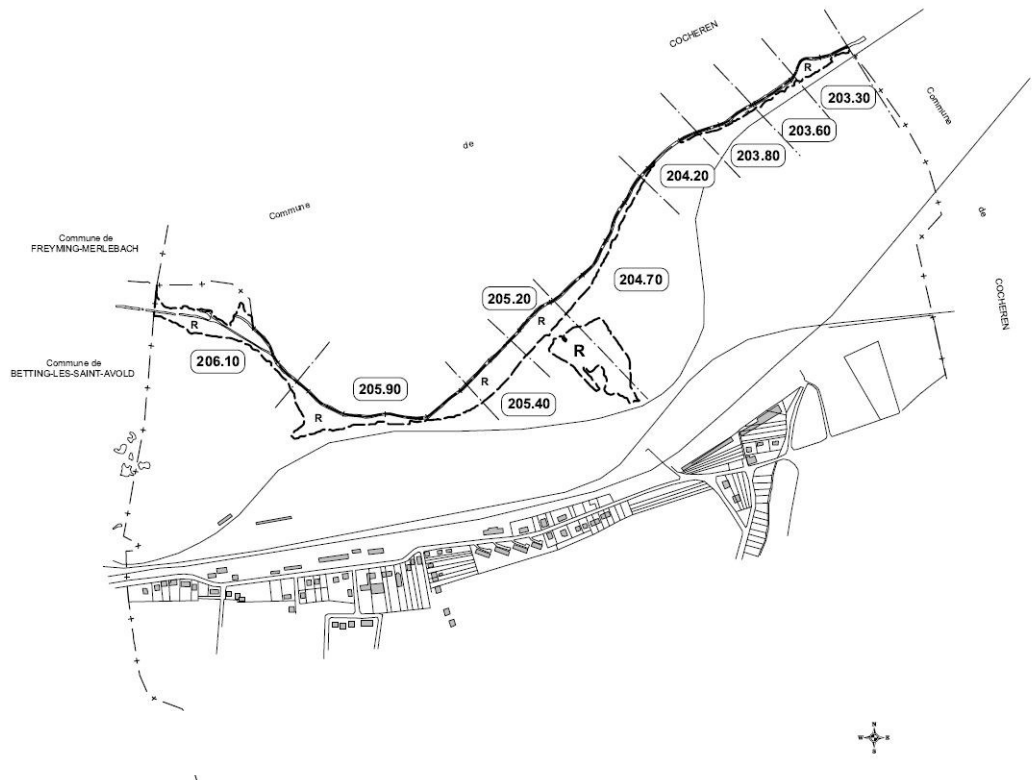 COCHEREN
R
203.30
Commune
203.60
de
203.80
204.20
Commune
de
Commune de
FREYMING-MERLEBACH
204.70
COCHEREN
205.20
R
R
206.10
R
R
Commune de
BETTING-LES-SAINT-AVOLD
205.90
R
205.40
R
N
W
E
S